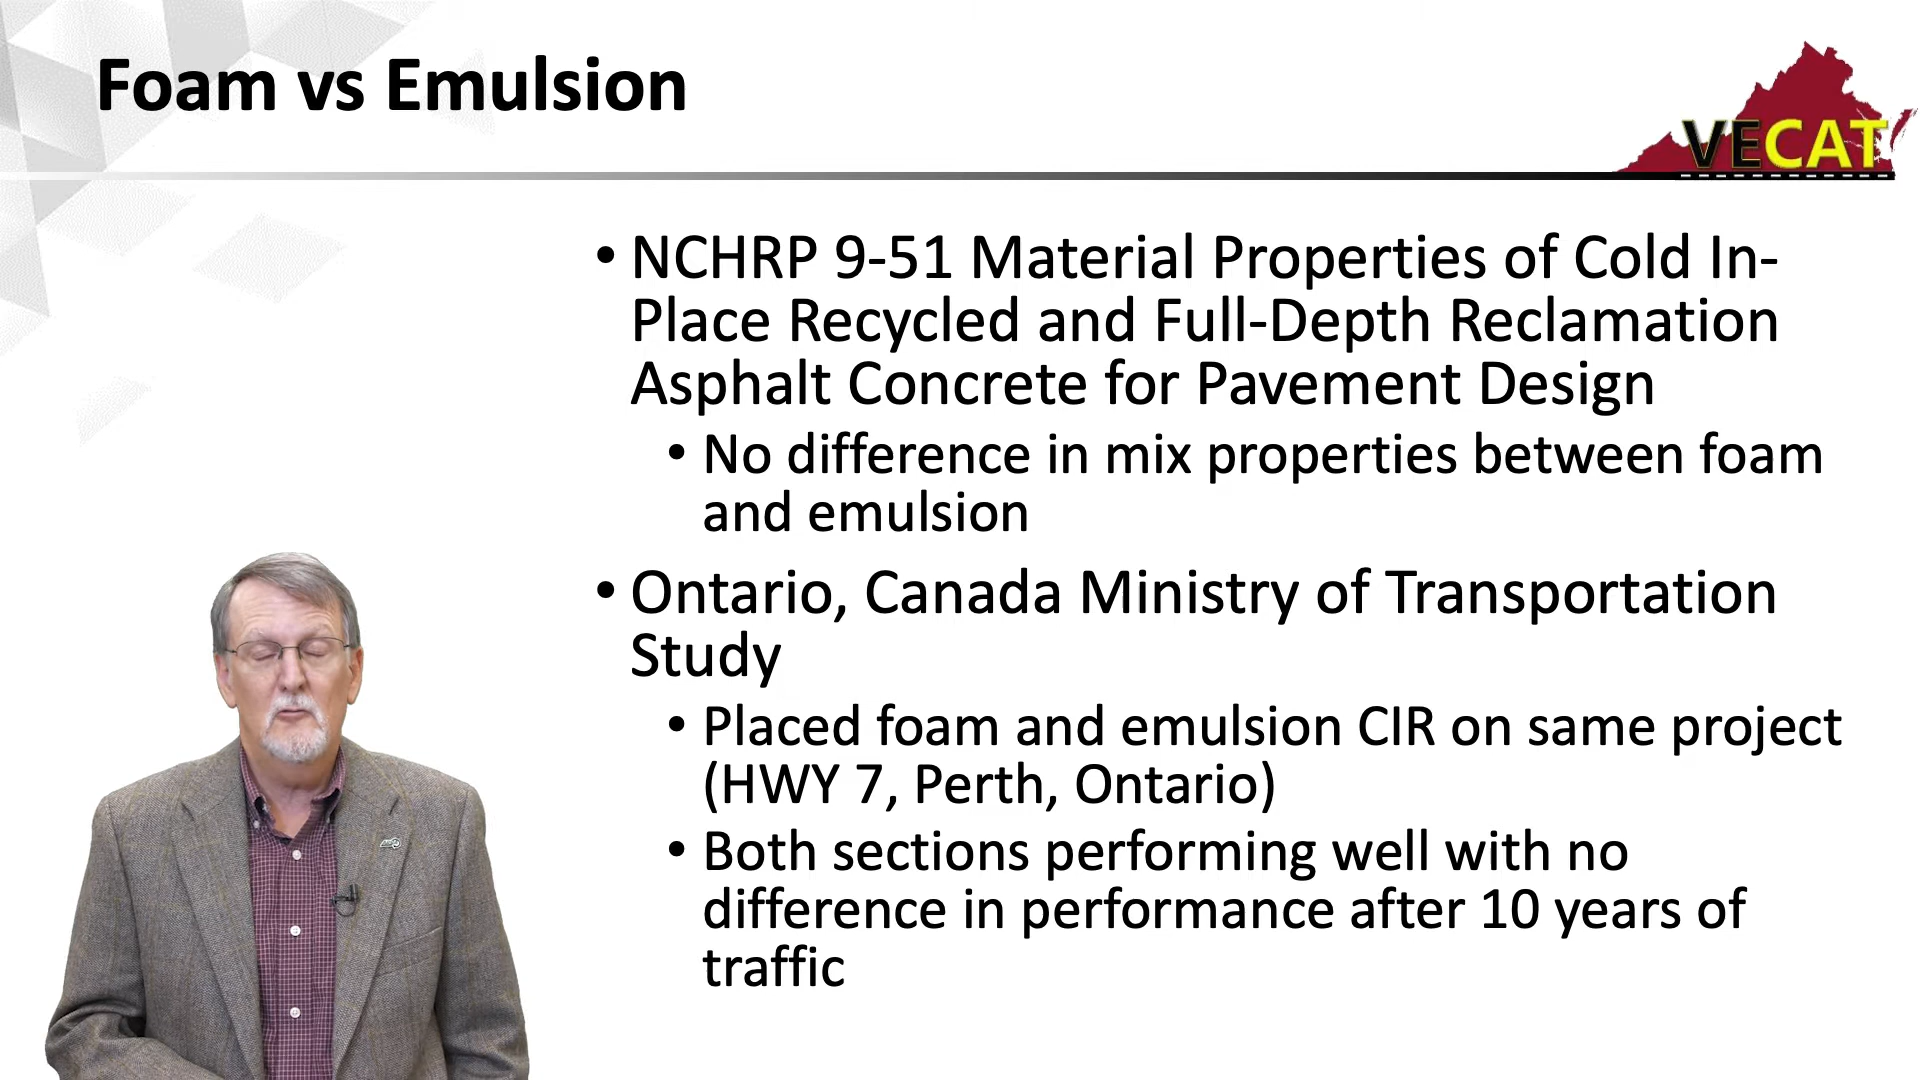 Foam vs Emulsion
VECAT
• NCHRP 9-51 Material Properties of Cold In-
Place Recycled and Full-Depth Reclamation
Asphalt Concrete for Pavement Design
• No difference in mix properties between foam
and emulsion
• Ontario, Canada Ministry of Transportation
Study
• Placed foam and emulsion CIR on same project
(HWY 7, Perth, Ontario)
• Both sections performing well with no
difference in performance after 10 years of
traffic